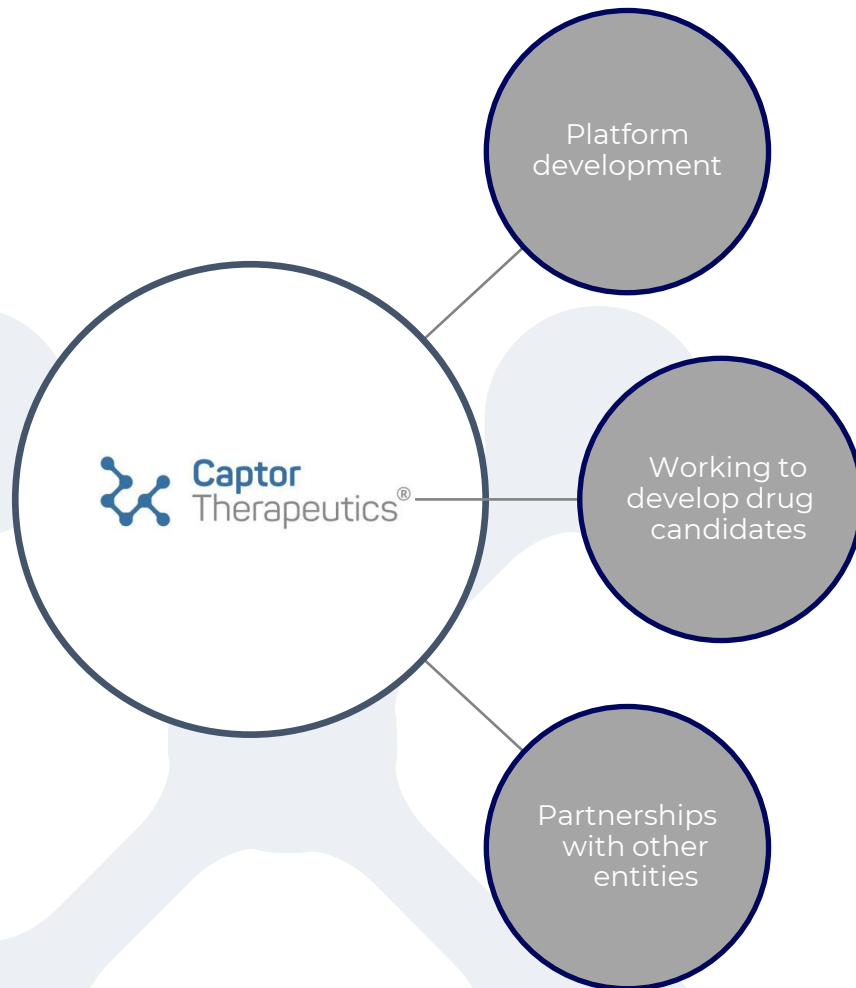 Platform
development
Captor
Therapeutics®
Working to
develop drug
candidates
Partnerships
with other
entities